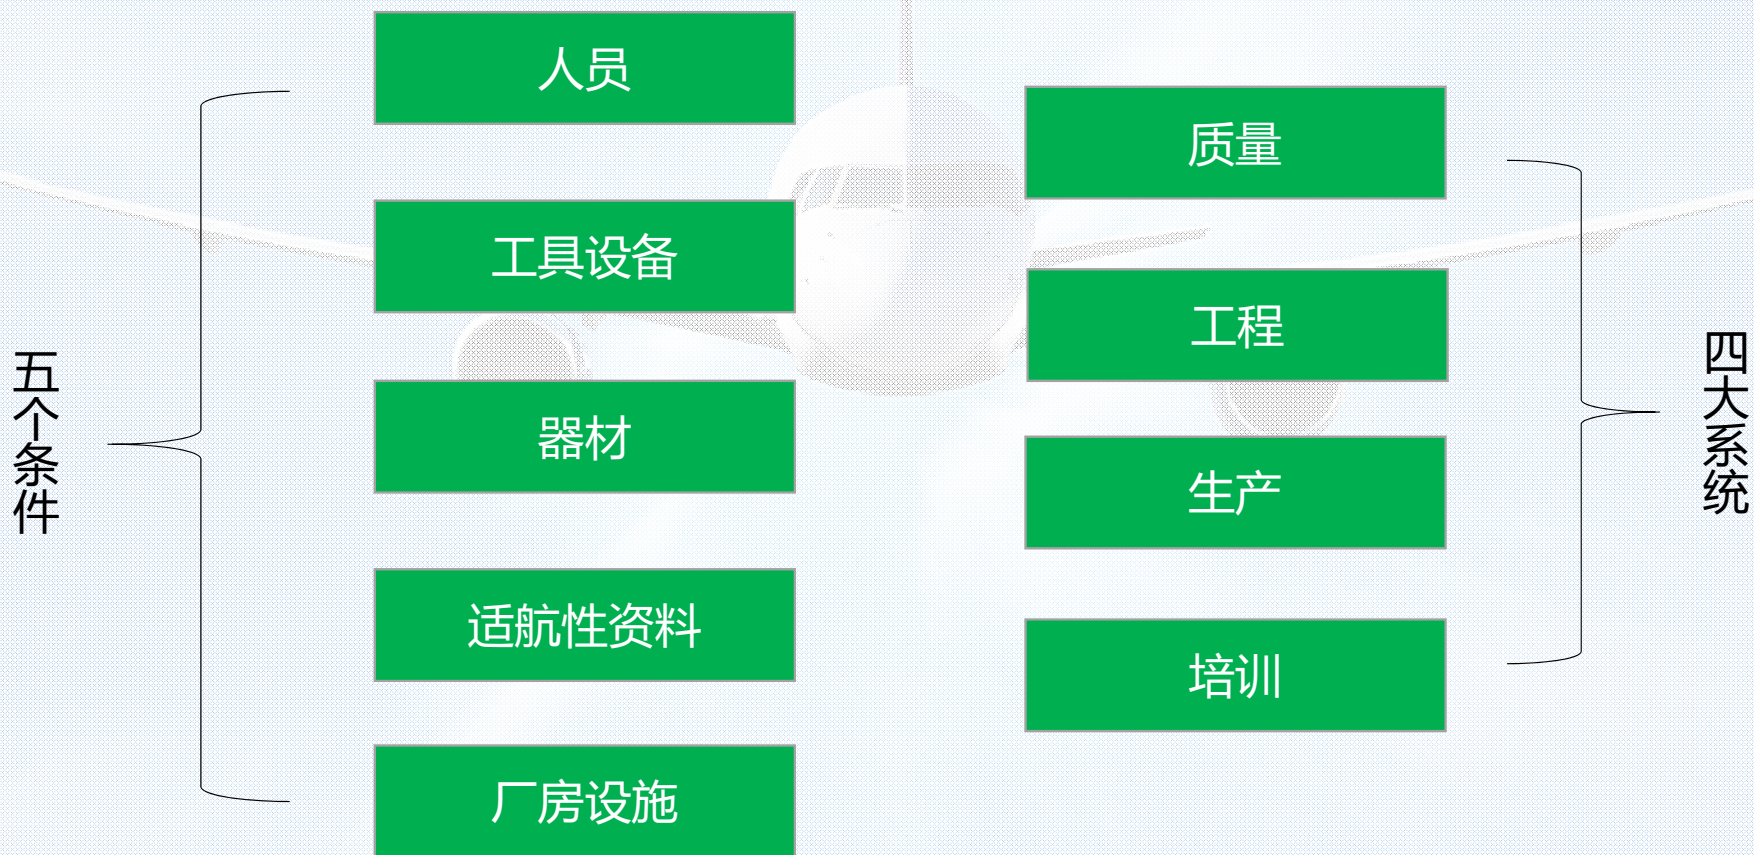 五个条件
人员
工具设备
器材
适航性资料
厂房设施
质量
工程
生产
培训
四大系统